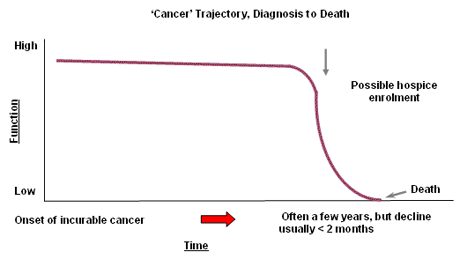 ‘Cancer’ Trajectory, Diagnosis to Death
High
Possible hospice
enrolment
Function
Death
Low
Onset of incurable cancer
Often a few years, but decline
usually < 2 months
Time